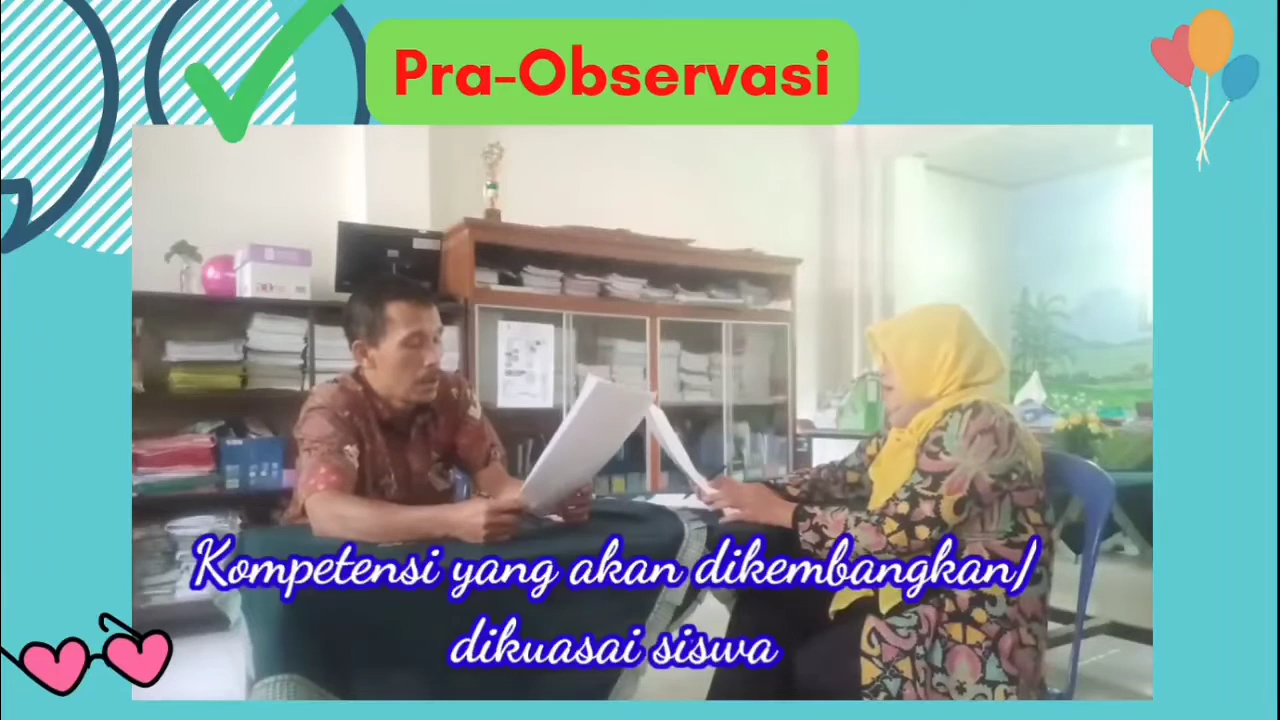 Pra-Observasi
Kompetensi yang akan dikembangkan/
dikuasai siswa